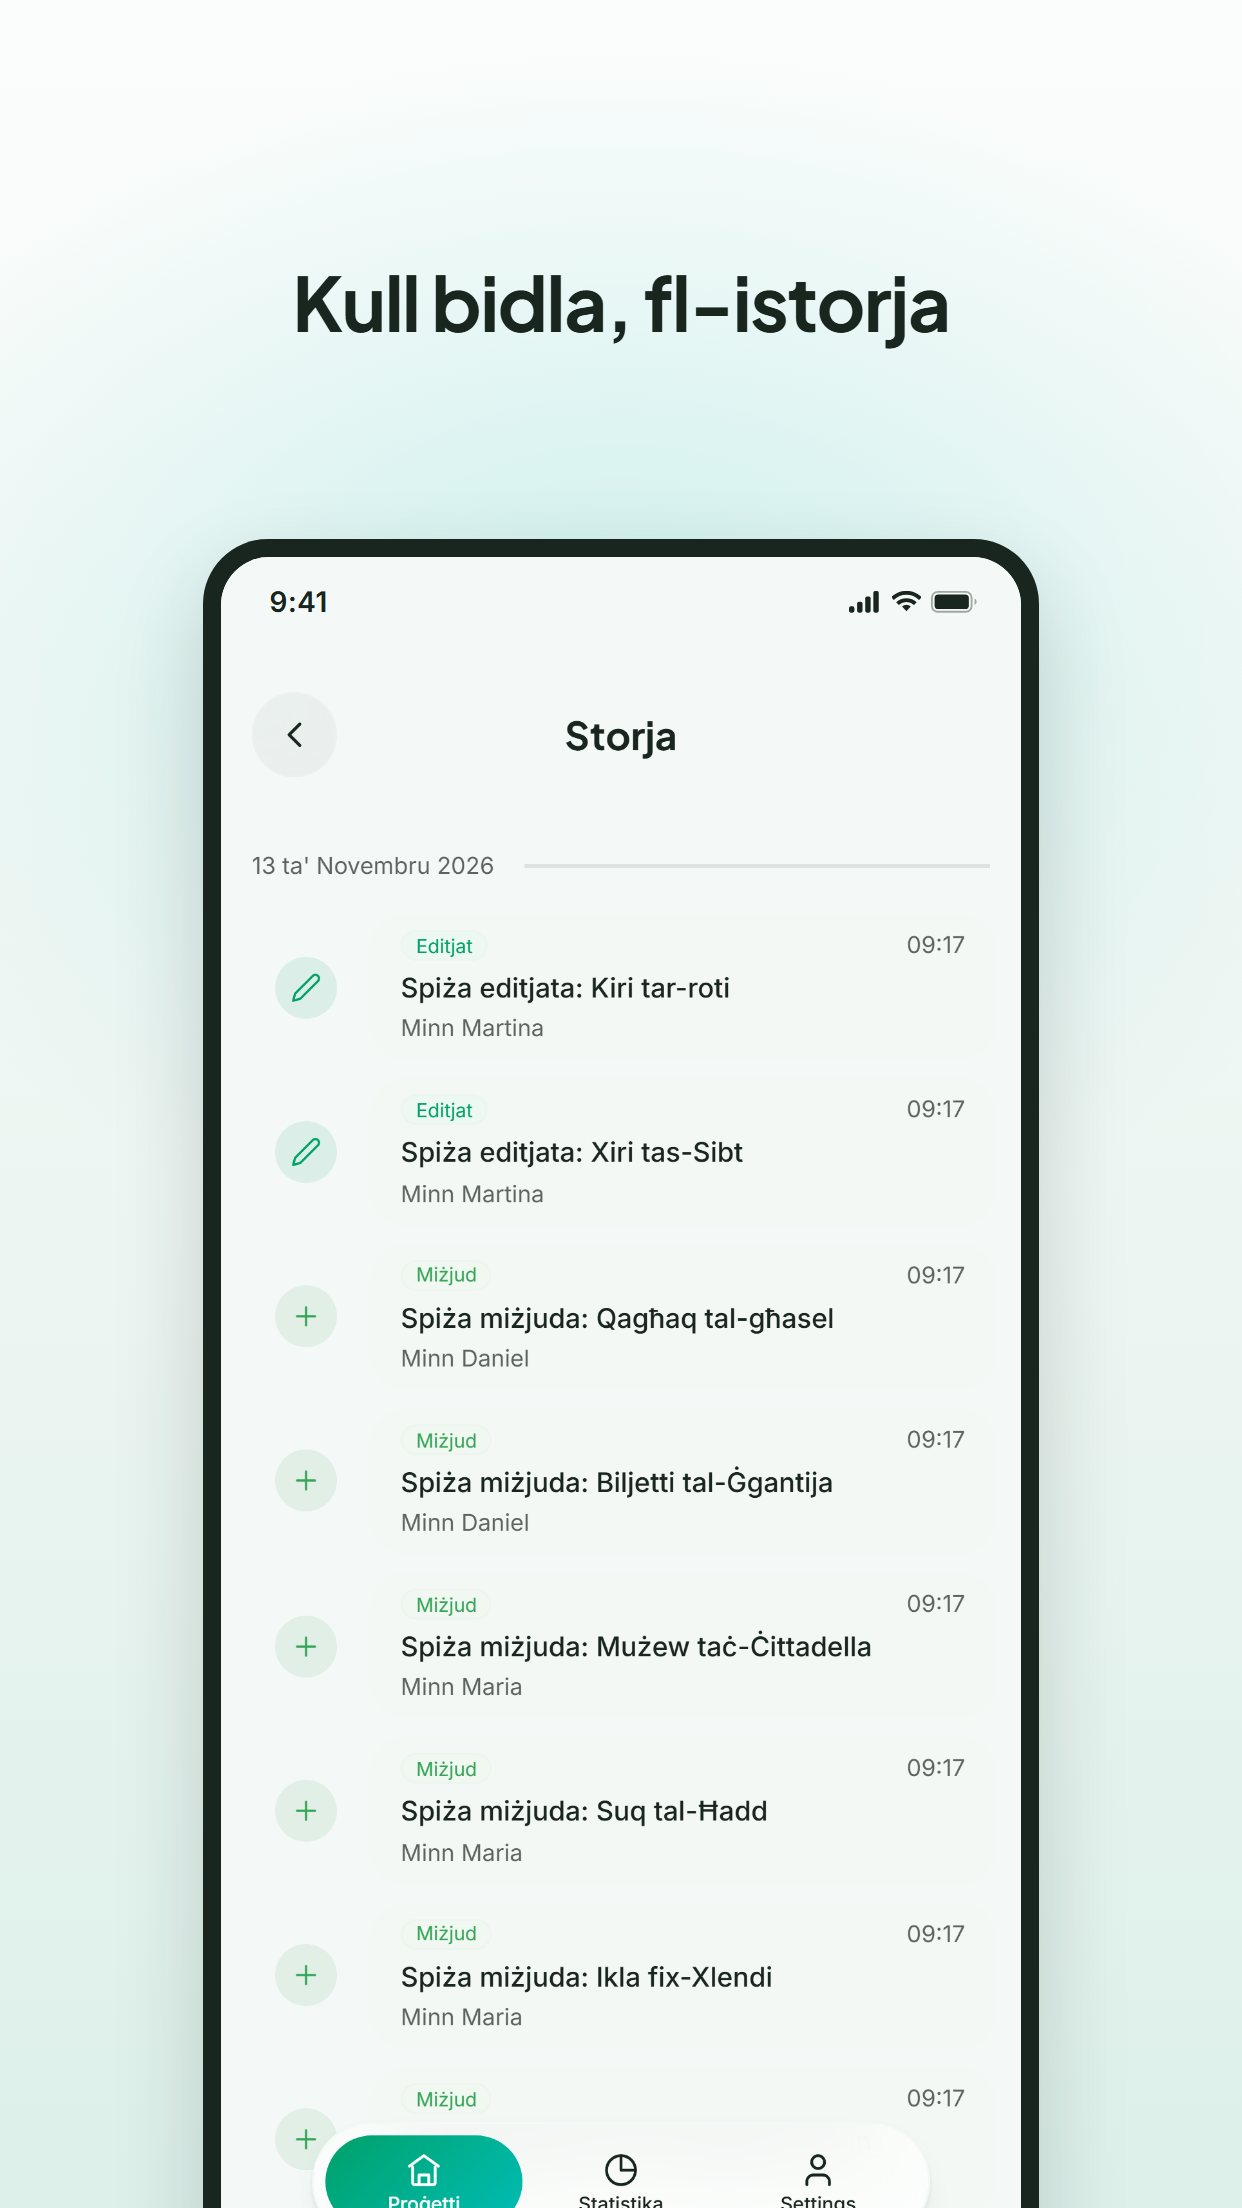 Kull bidla, fl-istorja
9:41
Storja
13 ta' Novembru 2026
Editjat
09:17
Spiża editjata: Kiri tar-roti
Minn Martina
Editjat
09:17
Spiża editjata: Xiri tas-Sibt
Minn Martina
Miżjud
09:17
Spiża miżjuda: Qagħaq tal-għasel
Minn Daniel
Miżjud
09:17
Spiża miżjuda: Biljetti tal-Ġgantija
Minn Daniel
Miżjud
09:17
Spiża miżjuda: Mużew taċ-Ċittadella
Minn Maria
Miżjud
09:17
Spiża miżjuda: Suq tal-Ħadd
Minn Maria
Miżjud
09:17
Spiża miżjuda: Ikla fix-Xlendi
Minn Maria
Miżjud
09:17
Proġetti
Statistika
Settings